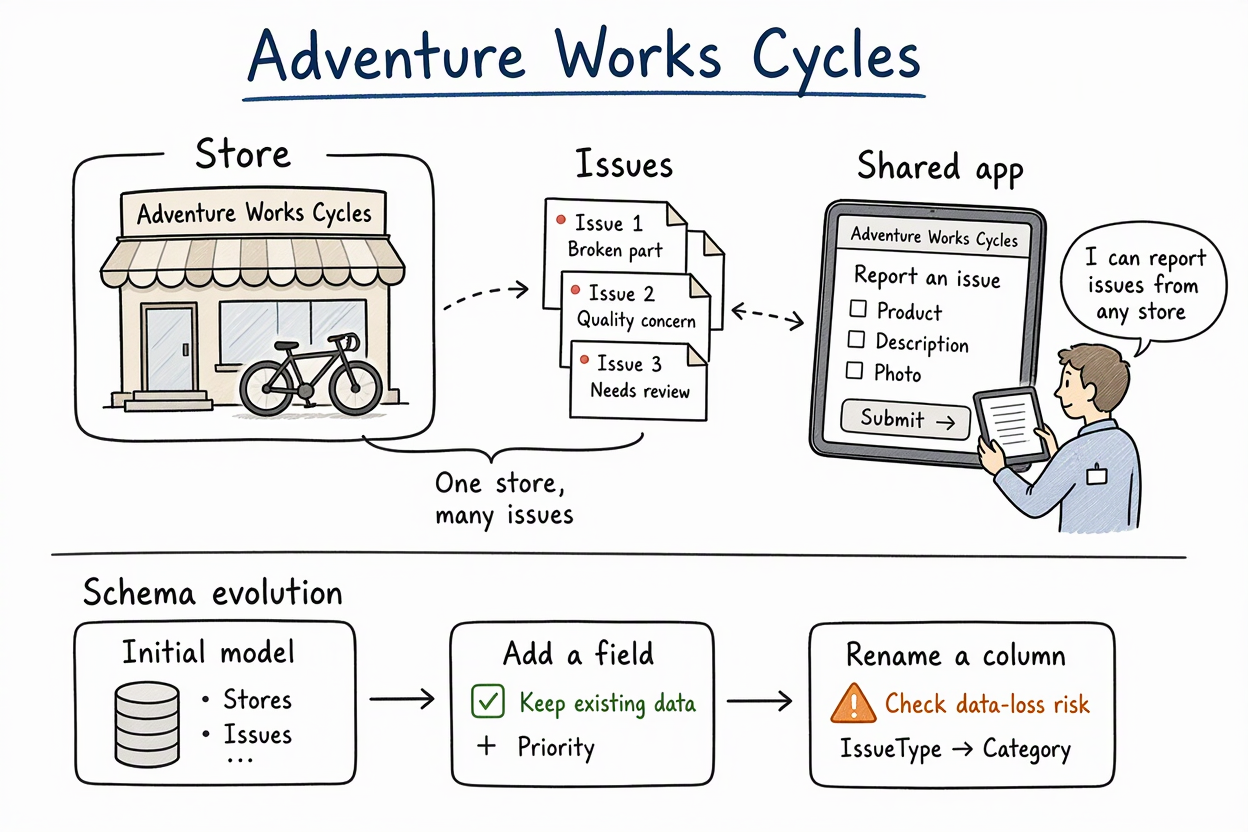 Adventure Works Cycles
Store
Adventure Works Cycles
Issues
Issue 1
Broken part
Issue 2
Quality concern
Issue 3
Needs review
Shared app
Adventure Works Cycles
Report an issue
Product
Description
Photo
Submit →
I can report
issues from
any store
One store,
many issues
Schema evolution
Initial model
• Stores
• Issues
...
Add a field
Keep existing data
+ Priority
Rename a column
Check data-loss risk
IssueType → Category